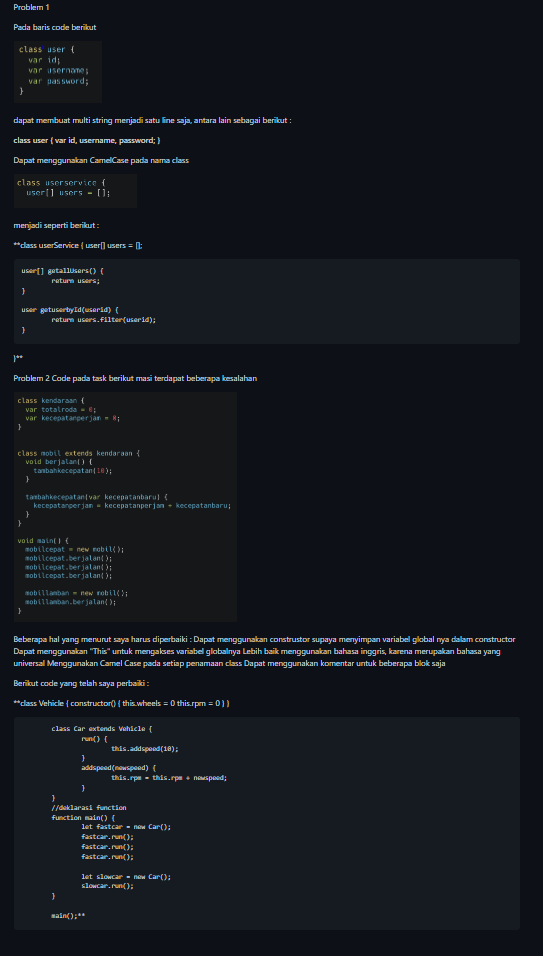 Problem 1
Pada baris code berikut
class user {
var id;
var username;
var password;
}
dapat membuat multi string menjadi satu line saja, antara lain sebagai berikut :
class user { var id, username, password; }
Dapat menggunakan CamelCase pada nama class
class userservice {
user[] users = [];
menjadi seperti berikut :
**class userService { user[] users = [];
user[] getallUsers() {
return users;
}
user getuserbyId(userid) {
return users.filter(userid);
}
}**
Problem 2 Code pada task berikut masi terdapat beberapa kesalahan
class kendaraan {
var totalroda = 0;
var kecepatanperjam = 0;
}
class mobil extends kendaraan {
void berjalan() {
tambahkecepatan(10);
}
tambahkecepatan(var kecepatanbaru) {
kecepatanperjam = kecepatanperjam + kecepatanbaru;
}
}
void main() {
mobilcepat = new mobil();
mobilcepat.berjalan();
mobilcepat.berjalan();
mobilcepat.berjalan();
mobillamban = new mobil();
mobillamban.berjalan();
}
Beberapa hal yang menurut saya harus diperbaiki : Dapat menggunakan construstor supaya menyimpan variabel global nya dalam constructor
Dapat menggunakan "This" untuk mengakses variabel globalnya Lebih baik menggunakan bahasa inggris, karena merupakan bahasa yang
universal Menggunakan Camel Case pada setiap penamaan class Dapat menggunakan komentar untuk beberapa blok saja
Berikut code yang telah saya perbaiki :
**class Vehicle { constructor() { this.wheels = 0 this.rpm = 0 } }
class Car extends Vehicle {
run() {
this.addspeed(10);
}
addspeed(newspeed) {
this.rpm = this.rpm + newspeed;
}
}
//deklarasi function
function main() {
let fastcar = new Car();
fastcar.run();
fastcar.run();
fastcar.run();
let slowcar = new Car();
slowcar.run();
}
main();**